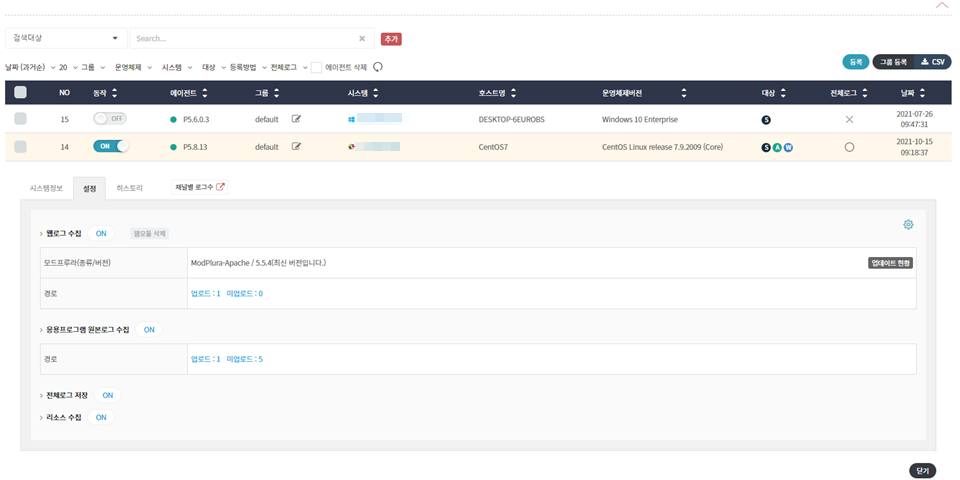 검색대상 Search... 추가
날짜 (과거순) 20 그룹 운영체제 시스템 대상 등록방법 전체로그 에이전트 삭제 등록 그룹 등록 CSV
NO 동작 에이전트 그룹 시스템 호스트명 운영체제버전 대상 전체로그 날짜
15 OFF P5.6.0.3 default DESKTOP-6EUROBS Windows 10 Enterprise S 2021-07-26
09:47:31
14 ON P5.8.13 default CentOS7 CentOS Linux release 7.9.2009 (Core) S A W 2021-10-15
09:18:37
시스템정보 설정 히스토리 채널별 로그수
웹로그 수집 ON 웹모듈 삭제
모드프루라(종류/버전) ModPlura-Apache / 5.5.4(최신 버전입니다.) 업데이트 현황
경로 업로드 : 1 미업로드 : 0
응용프로그램 원본로그 수집 ON
경로 업로드 : 1 미업로드 : 5
전체로그 저장 ON
리소스 수집 ON
닫기